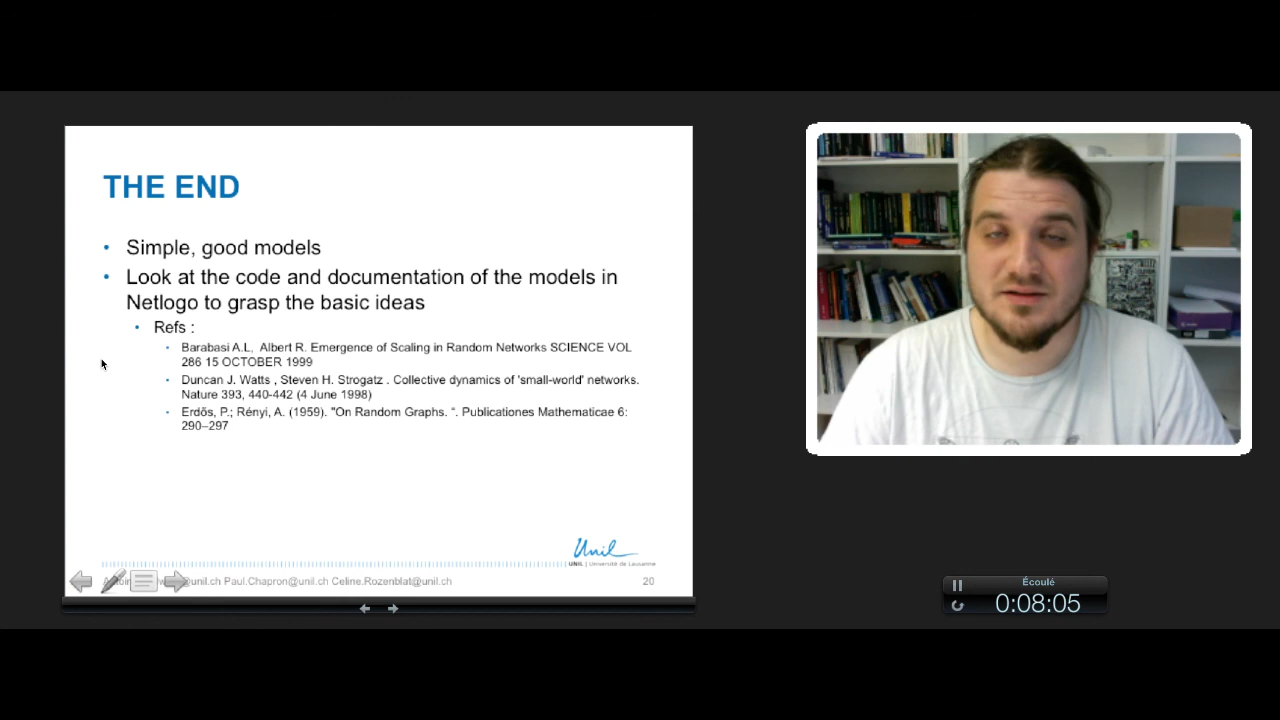 THE END
• Simple, good models
• Look at the code and documentation of the models in
Netlogo to grasp the basic ideas
• Refs :
• Barabasi A.L, Albert R. Emergence of Scaling in Random Networks SCIENCE VOL
286 15 OCTOBER 1999
• Duncan J. Watts , Steven H. Strogatz . Collective dynamics of 'small-world' networks.
Nature 393, 440-442 (4 June 1998)
• Erdős, P.; Rényi, A. (1959). "On Random Graphs. “. Publicationes Mathematicae 6:
290–297
Unil
UNIL | Université de Lausanne
@unil.ch Paul.Chapron@unil.ch Celine.Rozenblat@unil.ch
20
Écoulé
0:08:05